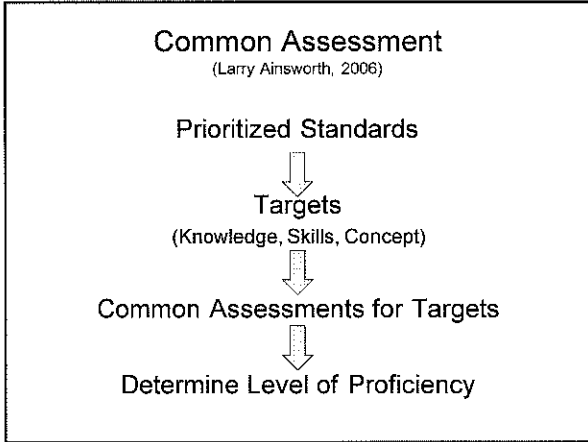 Common Assessment
(Larry Ainsworth, 2006)
Prioritized Standards
Targets
(Knowledge, Skills, Concept)
Common Assessments for Targets
Determine Level of Proficiency